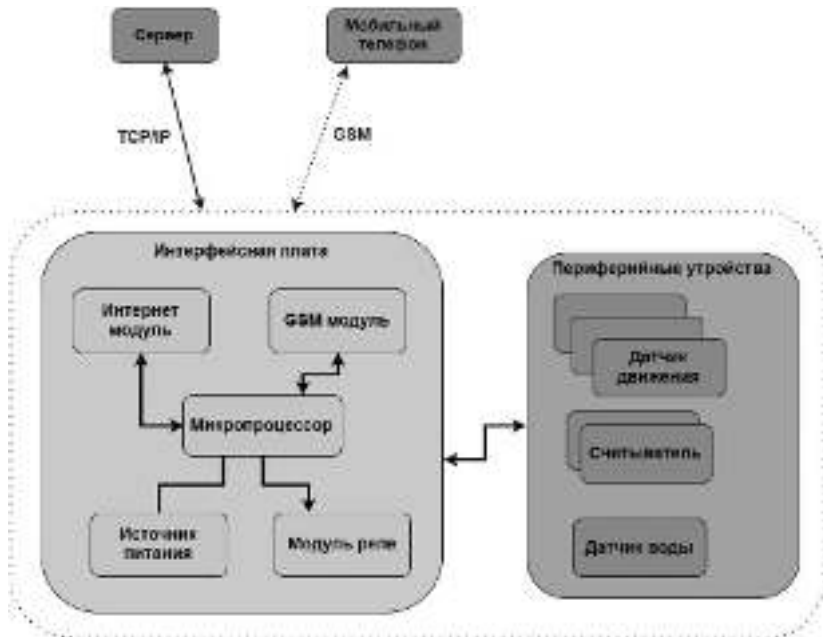 Сервер
Мобильный
телефон
TCP/IP
GSM
Интерфейсная плата
Периферийные утройства
Интернет
модуль
GSM модуль
Датчик
движения
Микропроцессор
Считыватель
Источник
питания
Модуль реле
Датчик воды